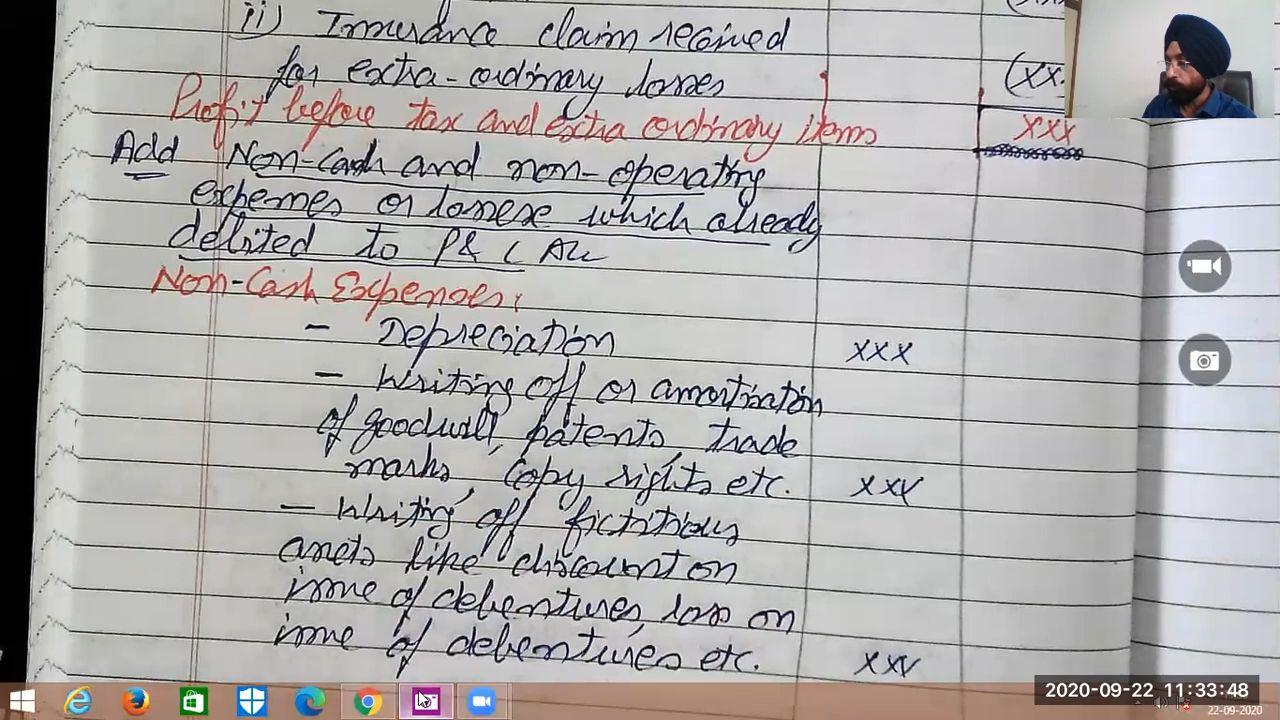 ii) Insurance claim received
for extra-ordinary losses (xx
Profit before tax and extra ordinary items xxx
Add Non-Cash and non-operating
expenses or losses which already
debited to P&L A/c
Non-Cash Expenses:
- Depreciation xxx
- Writing off or amortization
of goodwill, patents, trade
marks, copy rights etc. xxx
- Writing off fictitious
assets like discount on
issue of debentures, loss on
issue of debentures etc. xxx
2020-09-22 11:33:48
22-09-2020